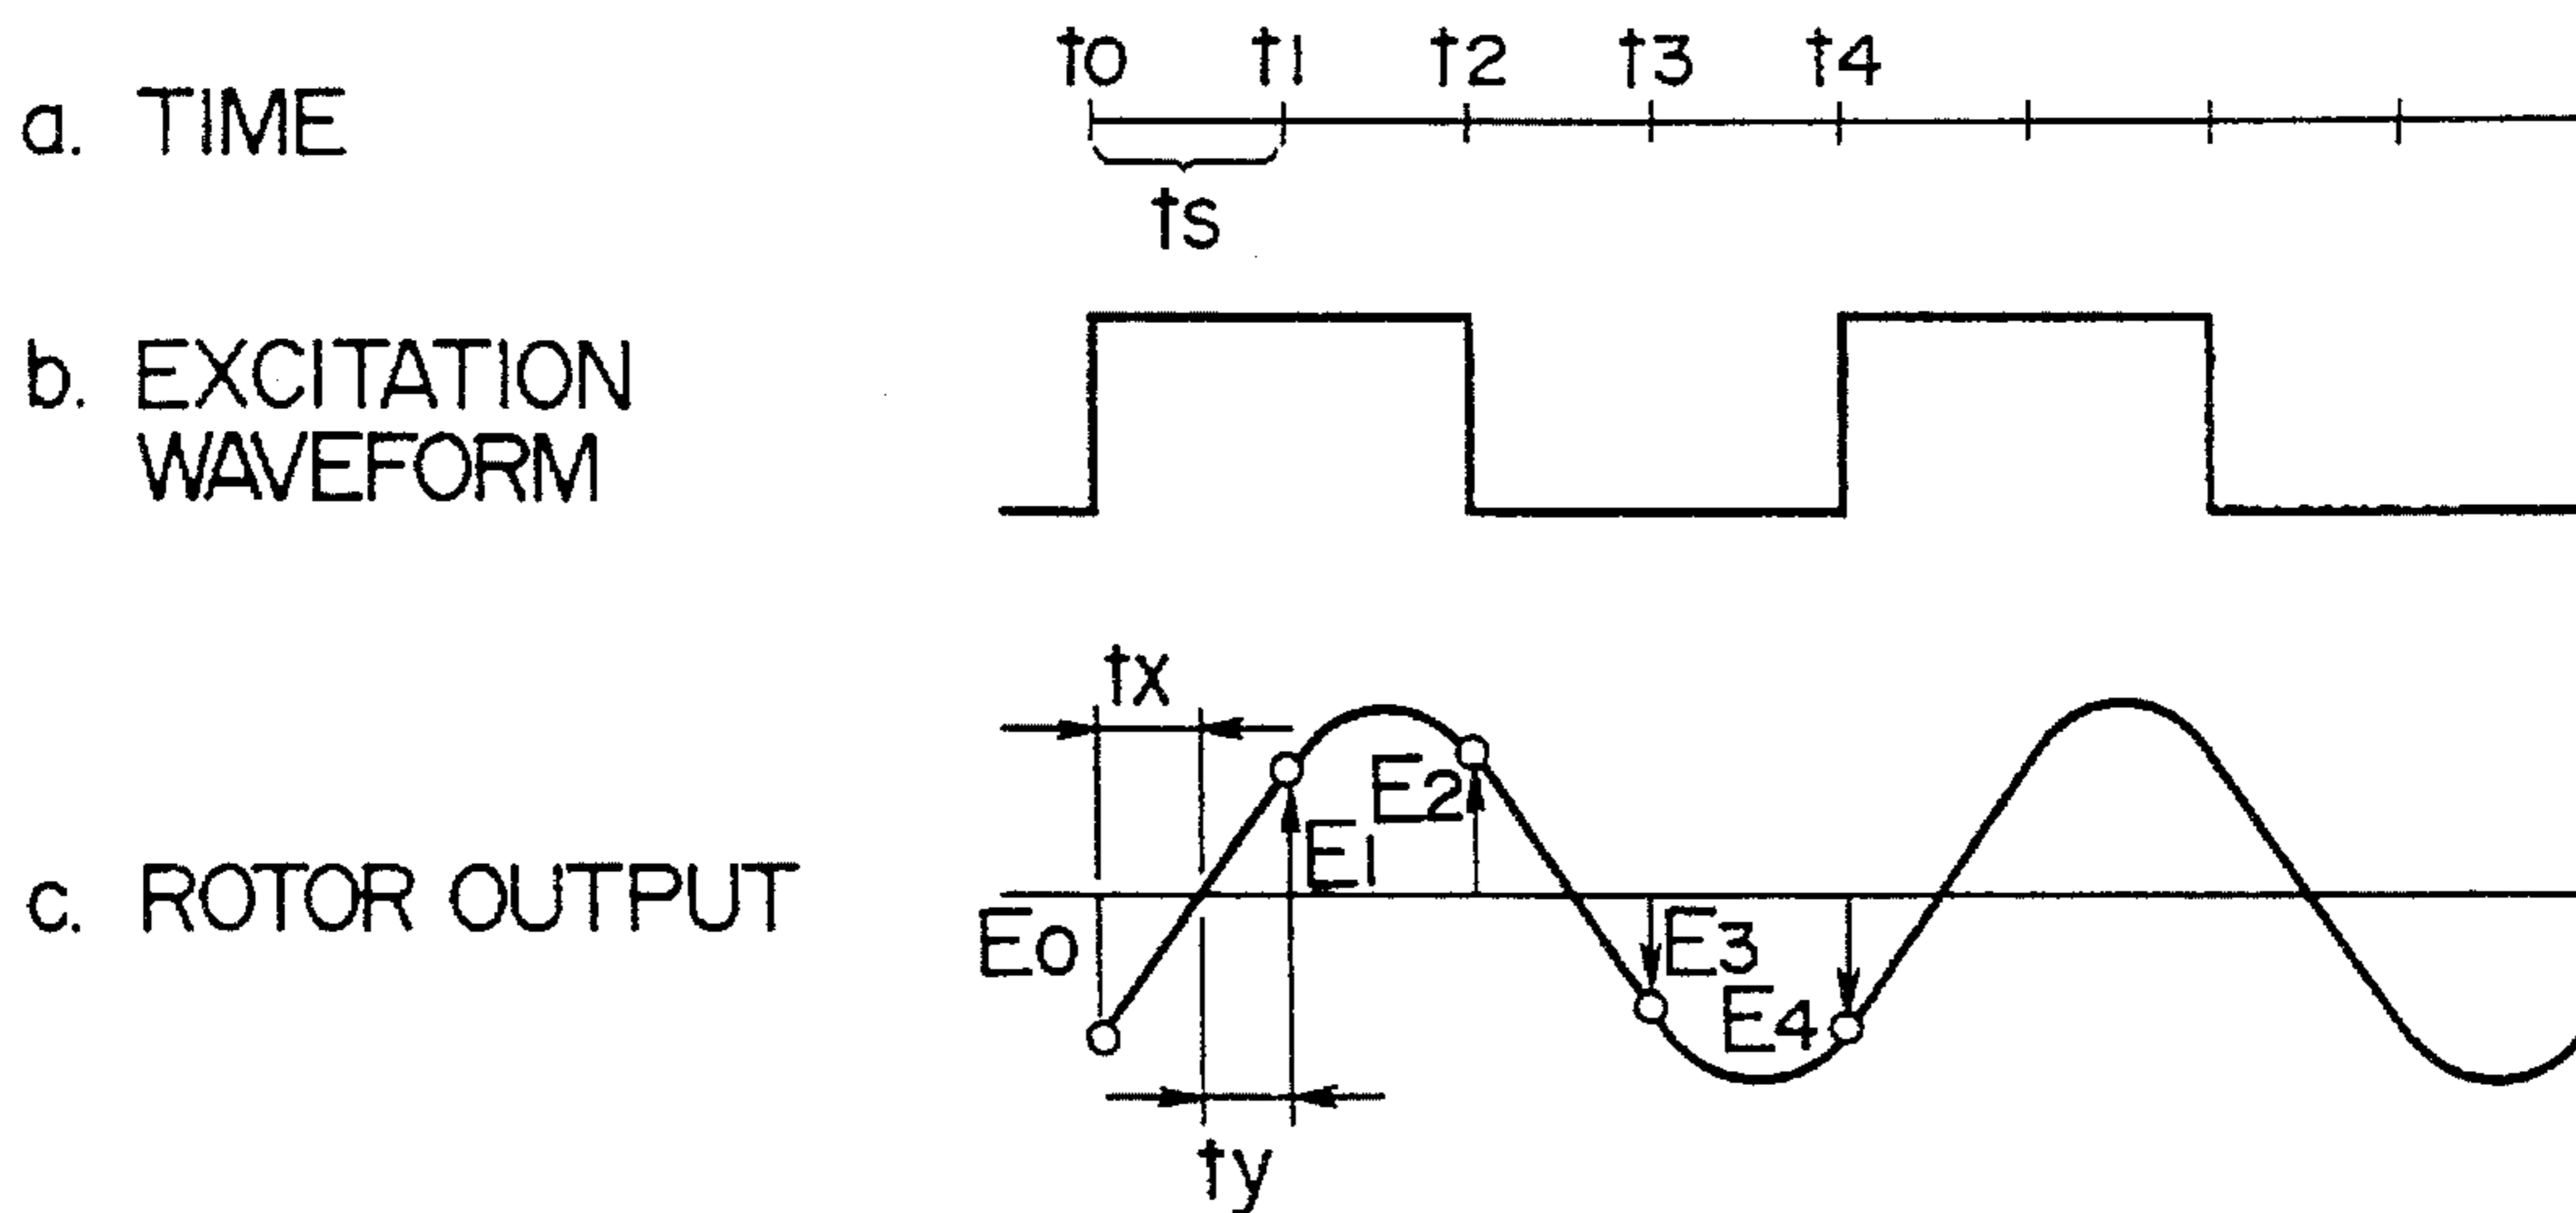 t0 t1 t2 t3 t4
a. TIME
ts
b. EXCITATION
WAVEFORM
tx
E2
E1
c. ROTOR OUTPUT
E0
E3
E4
ty